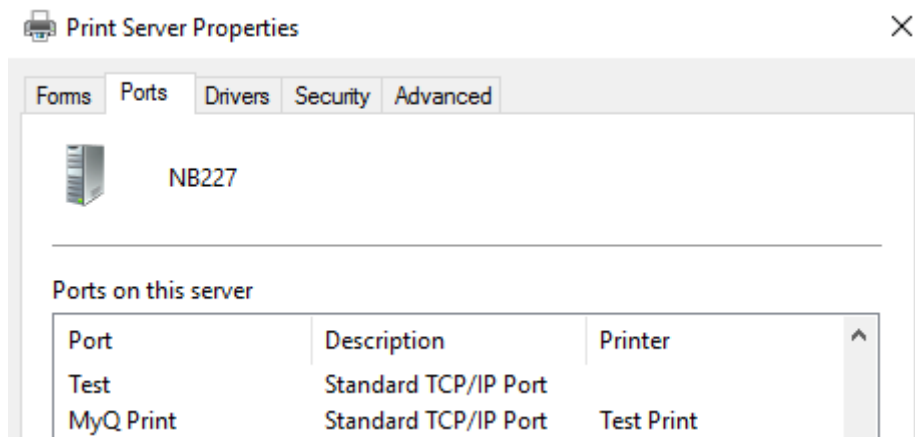 Print Server Properties
Forms Ports Drivers Security Advanced
NB227
Ports on this server
Port Description Printer
Test Standard TCP/IP Port
MyQ Print Standard TCP/IP Port Test Print